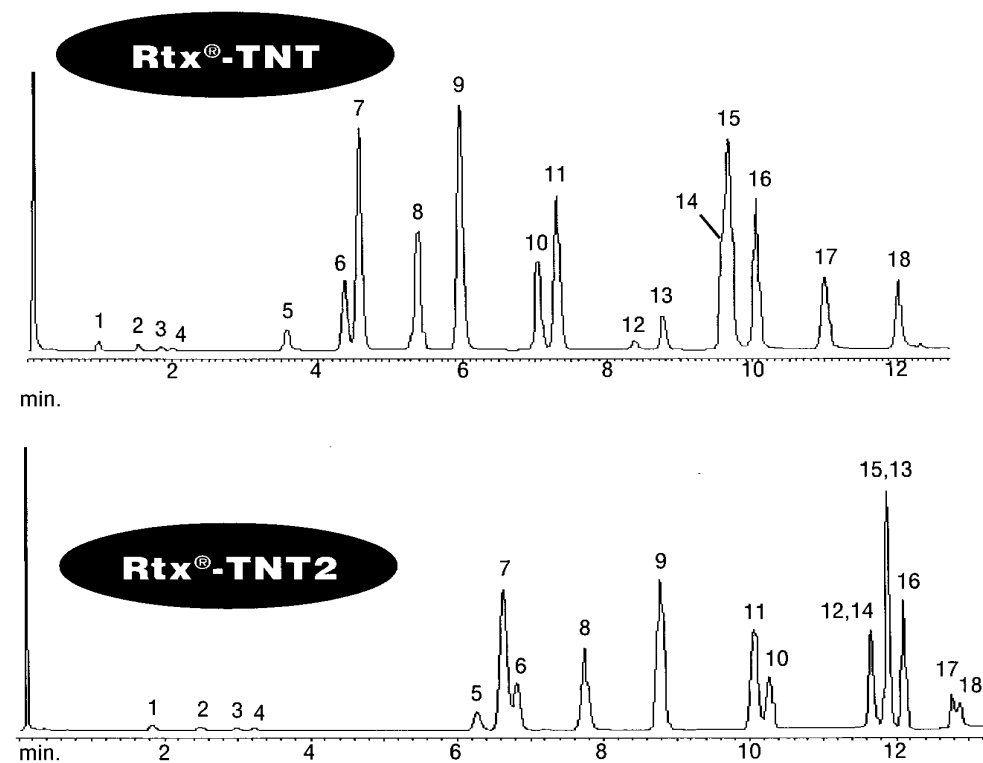 Rtx®-TNT
1 2 3 4 5 6 7 8 9 10 11 12 13 14 15 16 17 18
2 4 6 8 10 12
min.
Rtx®-TNT2
1 2 3 4 5 7 6 8 9 11 10 12,14 15,13 16 17 18
min. 2 4 6 8 10 12